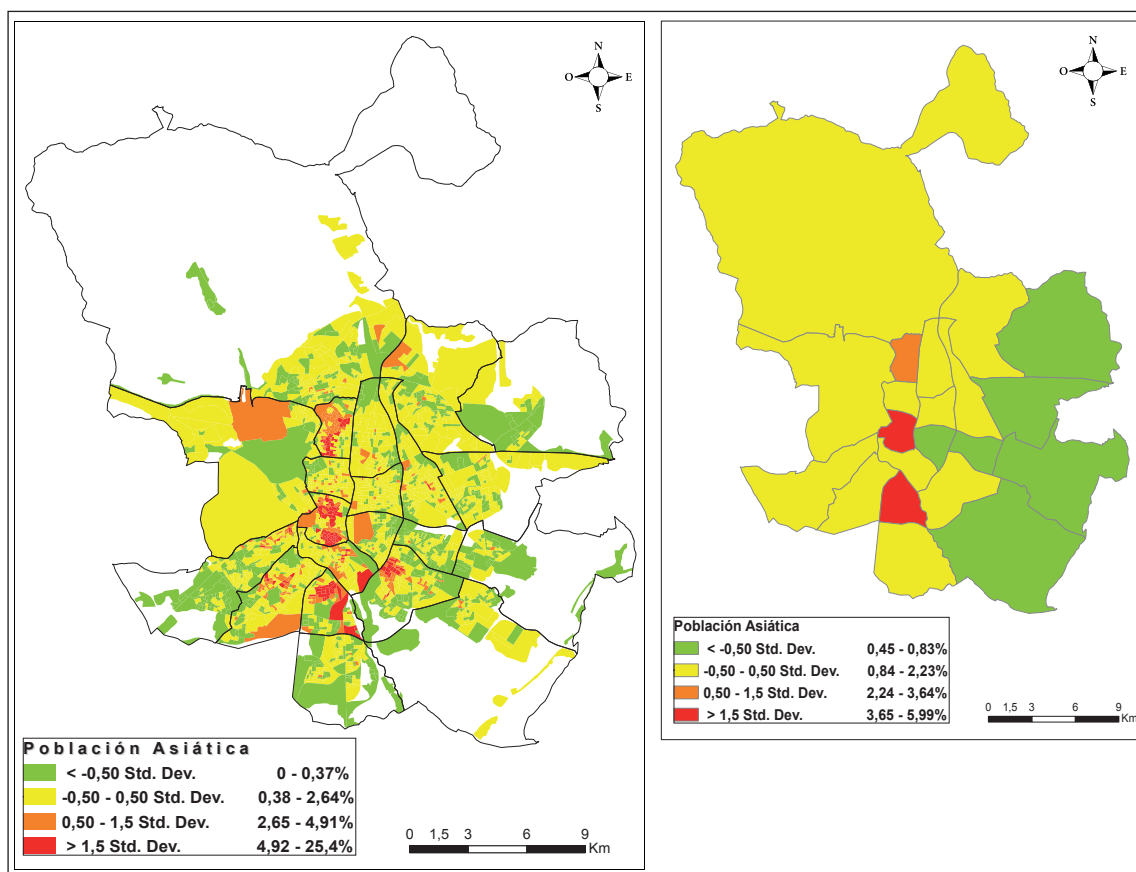 N
O E
S
Población Asiática
< -0,50 Std. Dev. 0 - 0,37%
-0,50 - 0,50 Std. Dev. 0,38 - 2,64%
0,50 - 1,5 Std. Dev. 2,65 - 4,91%
> 1,5 Std. Dev. 4,92 - 25,4%
0 1,5 3 6 9
Km
N
O E
S
Población Asiática
< -0,50 Std. Dev. 0,45 - 0,83%
-0,50 - 0,50 Std. Dev. 0,84 - 2,23%
0,50 - 1,5 Std. Dev. 2,24 - 3,64%
> 1,5 Std. Dev. 3,65 - 5,99%
0 1,5 3 6 9
Km